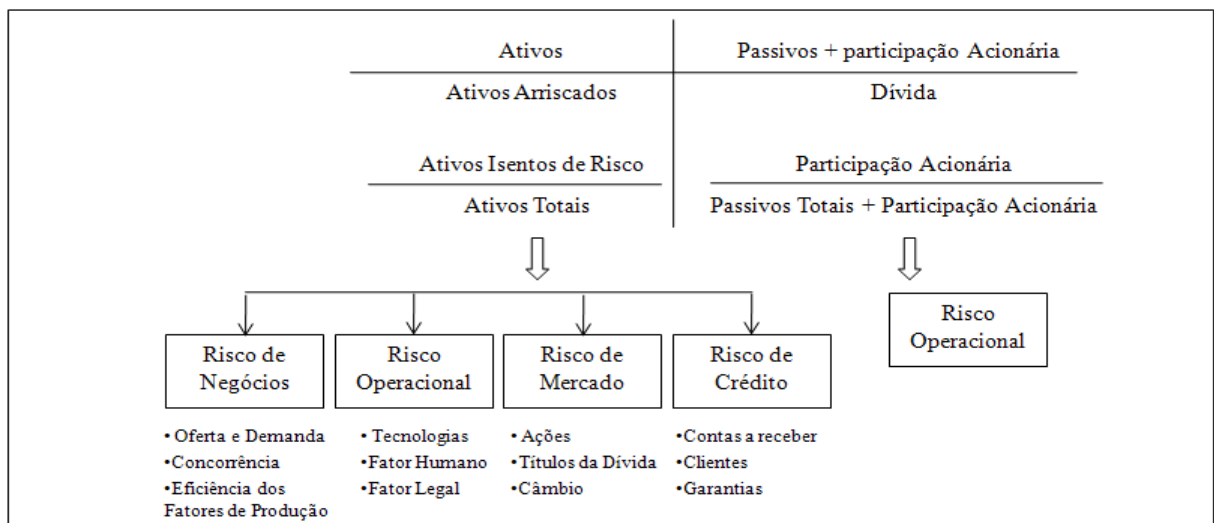 Ativos
Passivos + participação Acionária
Ativos Arriscados
Dívida
Ativos Isentos de Risco
Participação Acionária
Ativos Totais
Passivos Totais + Participação Acionária
Risco de
Negócios
Risco
Operacional
Risco de
Mercado
Risco de
Crédito
Risco
Operacional
• Oferta e Demanda
• Concorrência
• Eficiência dos
Fatores de Produção
• Tecnologias
• Fator Humano
• Fator Legal
• Ações
• Títulos da Dívida
• Câmbio
• Contas a receber
• Clientes
• Garantias